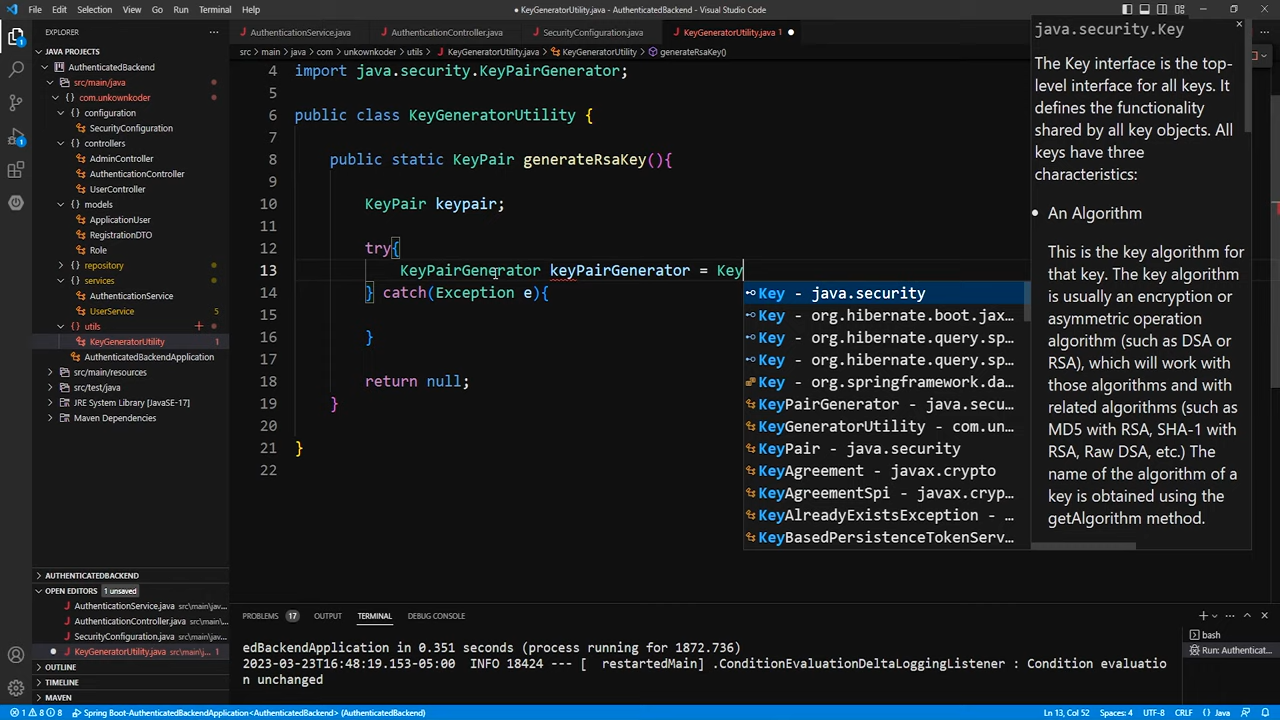 File Edit Selection View Go Run Terminal Help
● KeyGeneratorUtility.java - AuthenticatedBackend - Visual Studio Code
EXPLORER
JAVA PROJECTS
AuthenticatedBackend
src/main/java
com.unkownkoder
configuration
SecurityConfiguration
controllers
AdminController
AuthenticationController
UserController
models
ApplicationUser
RegistrationDTO
Role
repository
services
AuthenticationService
UserService 5
utils
KeyGeneratorUtility 1
AuthenticatedBackendApplication
src/main/resources
src/test/java
JRE System Library [JavaSE-17]
Maven Dependencies
AUTHENTICATEDBACKEND
OPEN EDITORS 1 unsaved
AuthenticationService.java src\main\java\...
AuthenticationController.java src\main\j...
SecurityConfiguration.java src\main\java...
KeyGeneratorUtility.java src\main\j... 1
OUTLINE
TIMELINE
MAVEN
AuthenticationService.java AuthenticationController.java SecurityConfiguration.java KeyGeneratorUtility.java 1 ●
src > main > java > com > unkownkoder > utils > KeyGeneratorUtility.java > KeyGeneratorUtility > generateRsaKey()
4 import java.security.KeyPairGenerator;
5
6 public class KeyGeneratorUtility {
7
8 public static KeyPair generateRsaKey(){
9
10 KeyPair keypair;
11
12 try{
13 KeyPairGenerator keyPairGenerator = Key
14 } catch(Exception e){
15
16 }
17
18 return null;
19 }
20
21 }
22
Key - java.security
Key - org.hibernate.boot.jax...
Key - org.hibernate.query.sp...
Key - org.hibernate.query.sp...
Key - org.springframework.da...
KeyPairGenerator - java.secu...
KeyGeneratorUtility - com.un...
KeyPair - java.security
KeyAgreement - javax.crypto
KeyAgreementSpi - javax.cryp...
KeyAlreadyExistsException - ...
KeyBasedPersistenceTokenServ...
java.security.Key
The Key interface is the top-
level interface for all keys. It
defines the functionality
shared by all key objects. All
keys have three
characteristics:
• An Algorithm
This is the key algorithm for
that key. The key algorithm
is usually an encryption or
asymmetric operation
algorithm (such as DSA or
RSA), which will work with
those algorithms and with
related algorithms (such as
MD5 with RSA, SHA-1 with
RSA, Raw DSA, etc.) The
name of the algorithm of a
key is obtained using the
getAlgorithm method.
PROBLEMS 17 OUTPUT TERMINAL DEBUG CONSOLE
edBackendApplication in 0.351 seconds (process running for 1872.736)
2023-03-23T16:48:19.153-05:00 INFO 18424 --- [ restartedMain] .ConditionEvaluationDeltaLoggingListener : Condition evaluatio
n unchanged
bash
Run: Authenticat...
1 8 8 Spring Boot-AuthenticatedBackendApplication<AuthenticatedBackend> (AuthenticatedBackend) Ln 13, Col 52 Spaces: 4 UTF-8 CRLF {} Java